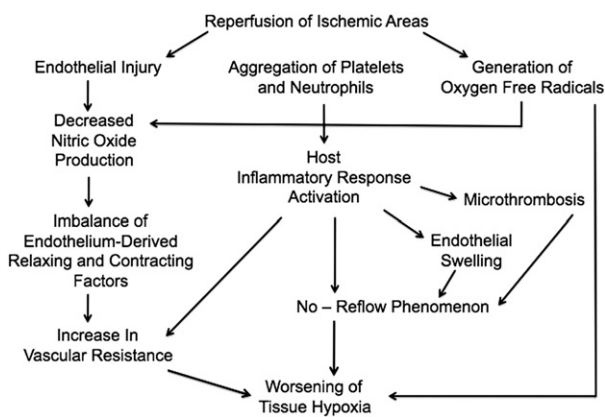 Reperfusion of Ischemic Areas
Endothelial Injury
Aggregation of Platelets
and Neutrophils
Generation of
Oxygen Free Radicals
Decreased
Nitric Oxide
Production
Host
Inflammatory Response
Activation
Microthrombosis
Imbalance of
Endothelium-Derived
Relaxing and Contracting
Factors
Endothelial
Swelling
No – Reflow Phenomenon
Increase In
Vascular Resistance
Worsening of
Tissue Hypoxia